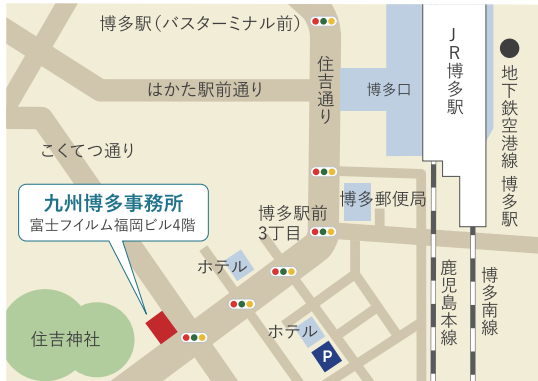 博多駅（バスターミナル前）
住吉通り
はかた駅前通り
博多口
JR博多駅
地下鉄空港線 博多駅
こくてつ通り
九州博多事務所
富士フイルム福岡ビル4階
博多郵便局
博多駅前
3丁目
ホテル
鹿児島本線
博多南線
住吉神社
ホテル
P